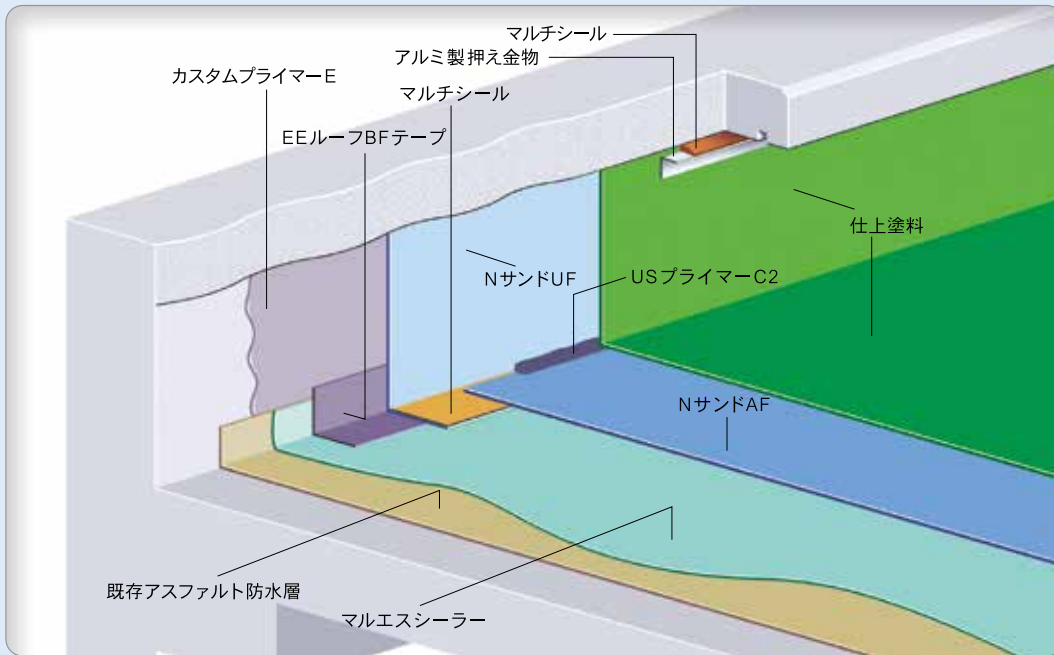 マルチシール
アルミ製押え金物
カスタムプライマーE
マルチシール
EEルーフBFテープ
仕上塗料
NサンドUF
USプライマーC2
NサンドAF
既存アスファルト防水層
マルエスシーラー